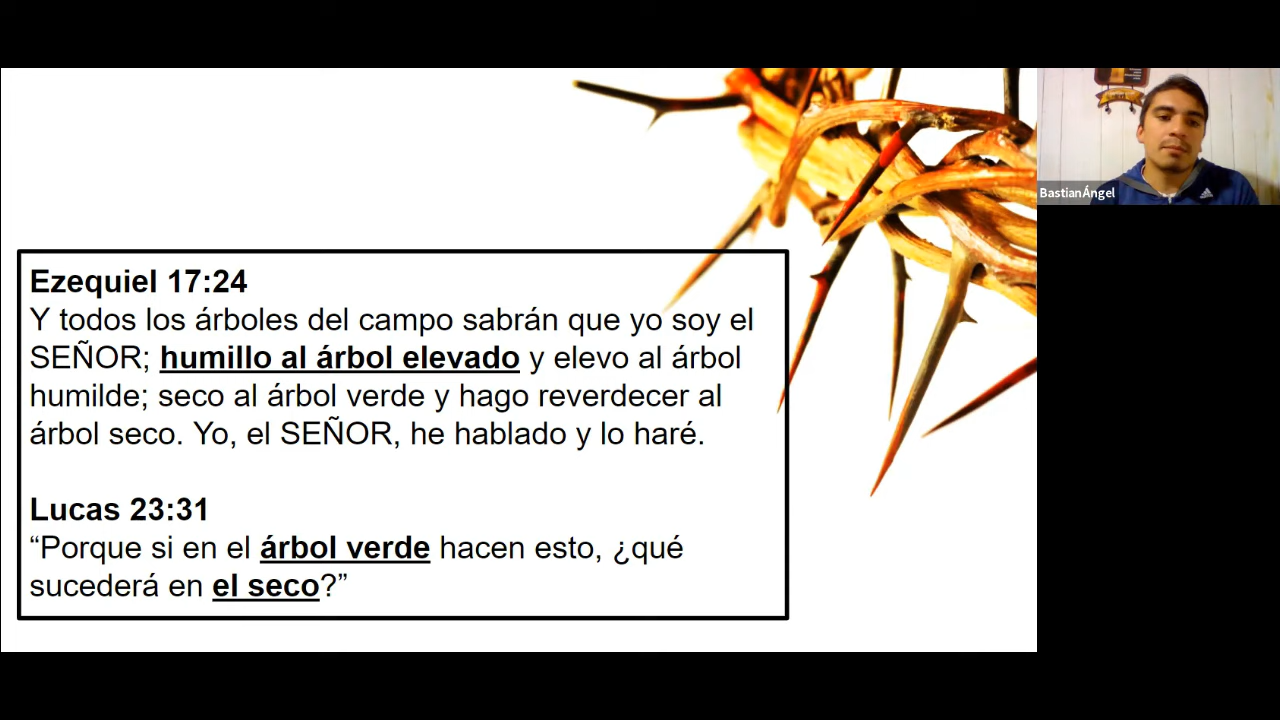 Ezequiel 17:24
Y todos los árboles del campo sabrán que yo soy el
SEÑOR; humillo al árbol elevado y elevo al árbol
humilde; seco al árbol verde y hago reverdecer al
árbol seco. Yo, el SEÑOR, he hablado y lo haré.
Lucas 23:31
“Porque si en el árbol verde hacen esto, ¿qué
sucederá en el seco?”
BastianÁngel